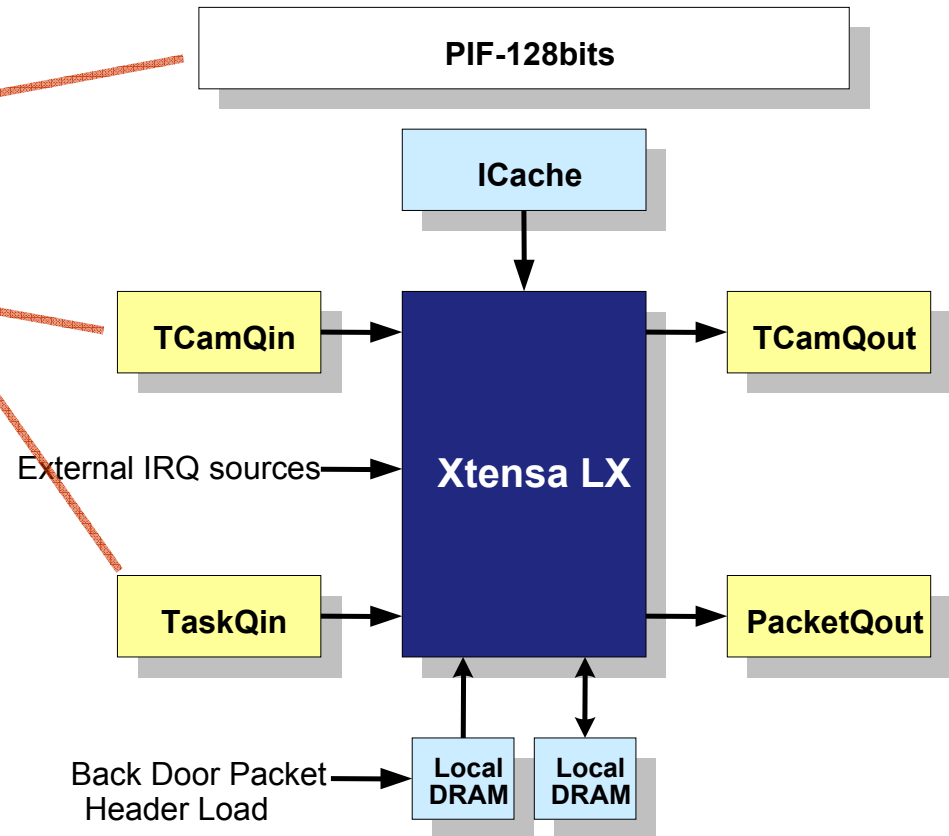 PIF-128bits
ICache
TCamQin
TCamQout
External IRQ sources
Xtensa LX
TaskQin
PacketQout
Back Door Packet
Header Load
Local
DRAM
Local
DRAM